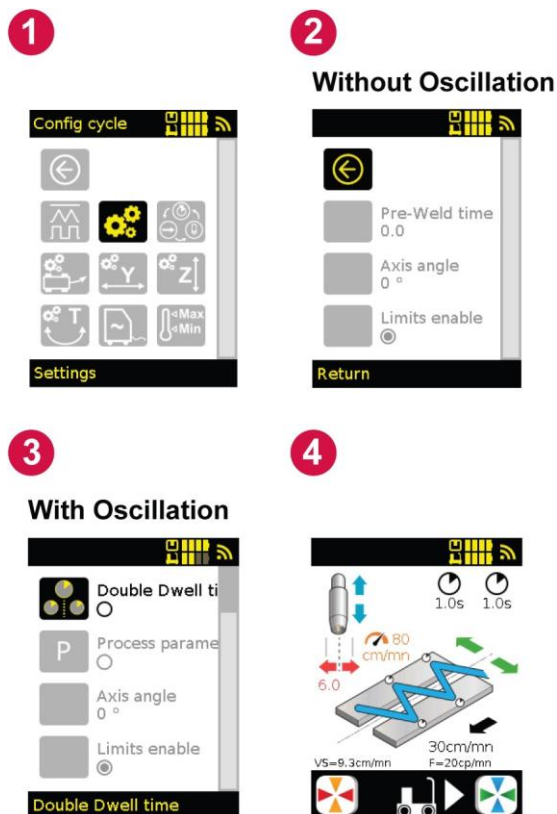 1
Config cycle
Y
Z
T
Max
Min
Settings
2
Without Oscillation
Pre-Weld time
0.0
Axis angle
0 °
Limits enable
Return
3
With Oscillation
Double Dwell ti
P
Process parame
Axis angle
0 °
Limits enable
Double Dwell time
4
1.0s 1.0s
80
cm/mn
6.0
30cm/mn
VS=9.3cm/mn F=20cp/mn